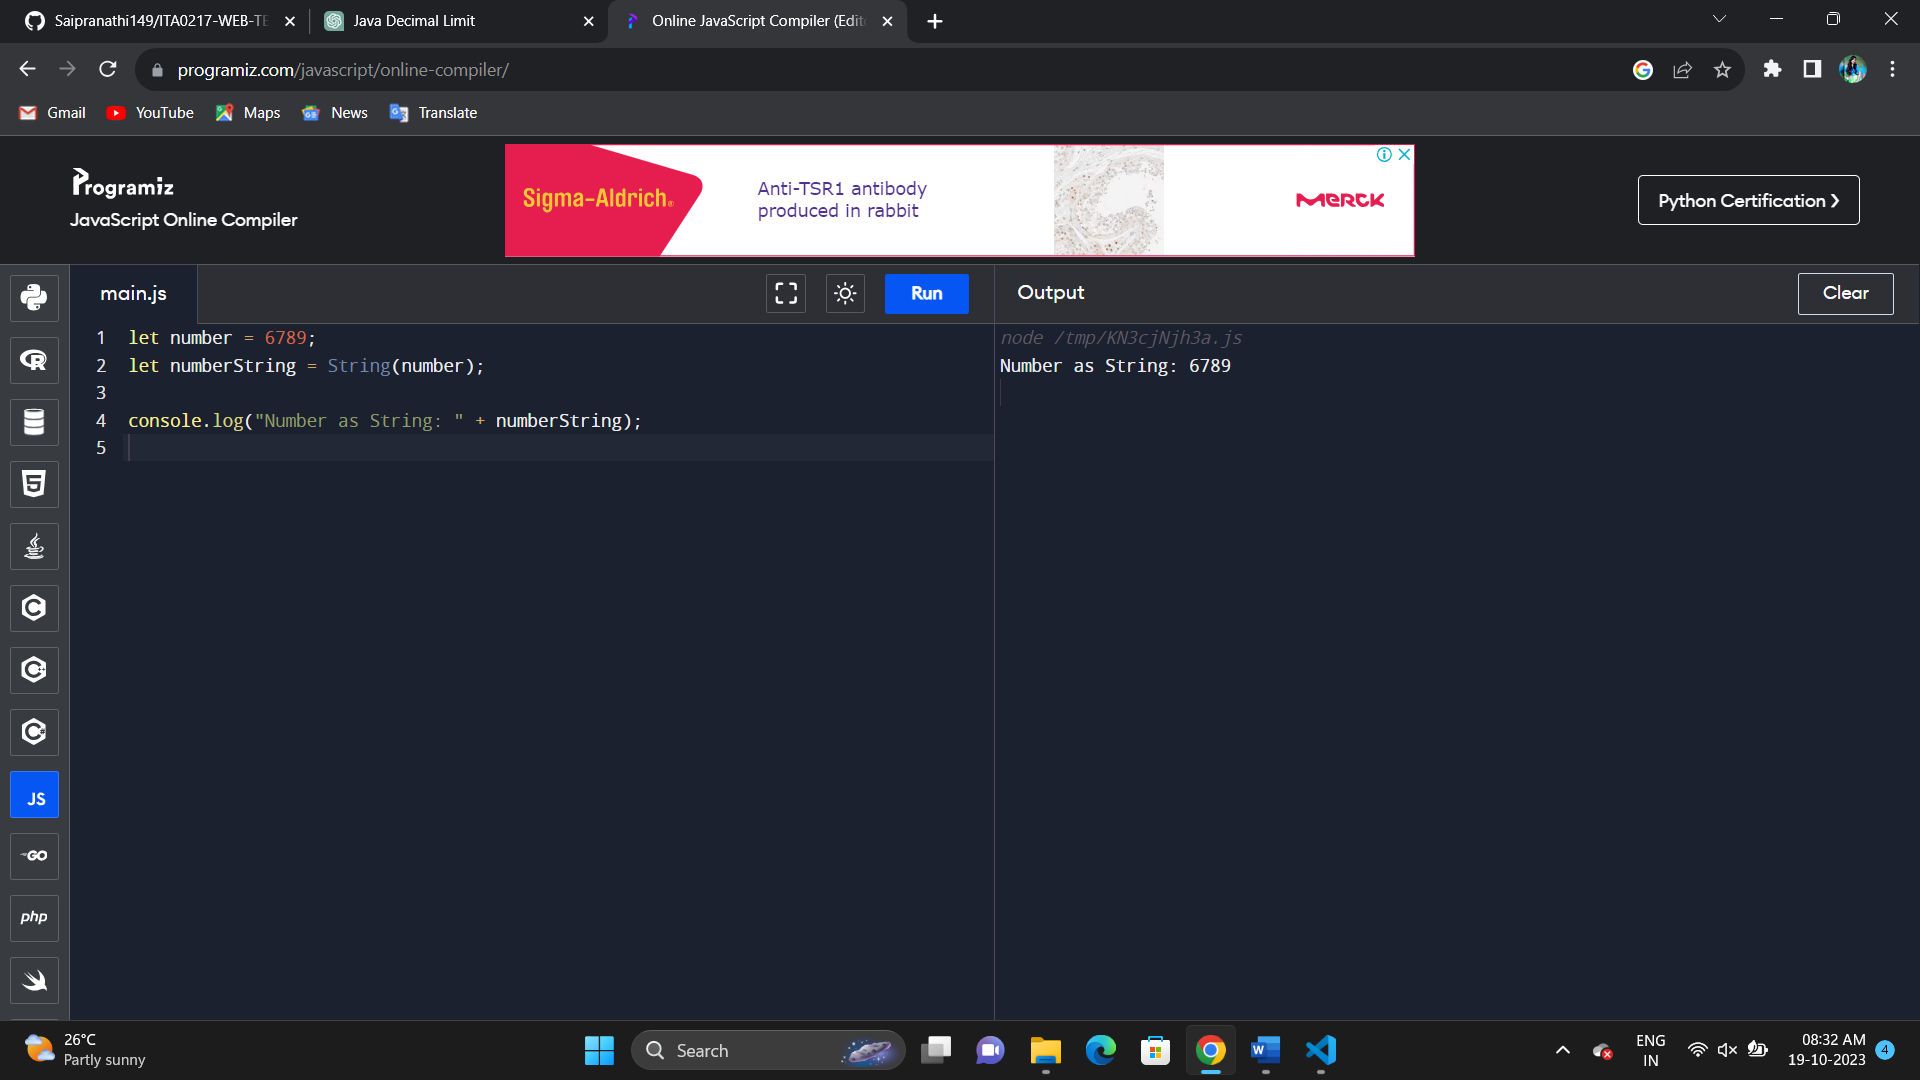 Saipranathi149/ITA0217-WEB-TE
Java Decimal Limit
Online JavaScript Compiler (Edit
programiz.com/javascript/online-compiler/
Gmail
YouTube
Maps
News
Translate
Programiz
JavaScript Online Compiler
Sigma-Aldrich®
Anti-TSR1 antibody
produced in rabbit
MERCK
Python Certification ❯
main.js
Run
Output
Clear
1 let number = 6789;
2 let numberString = String(number);
3
4 console.log("Number as String: " + numberString);
5
node /tmp/KN3cjNjh3a.js
Number as String: 6789
JS
GO
php
26°C
Partly sunny
Search
ENG
IN
08:32 AM
19-10-2023
4